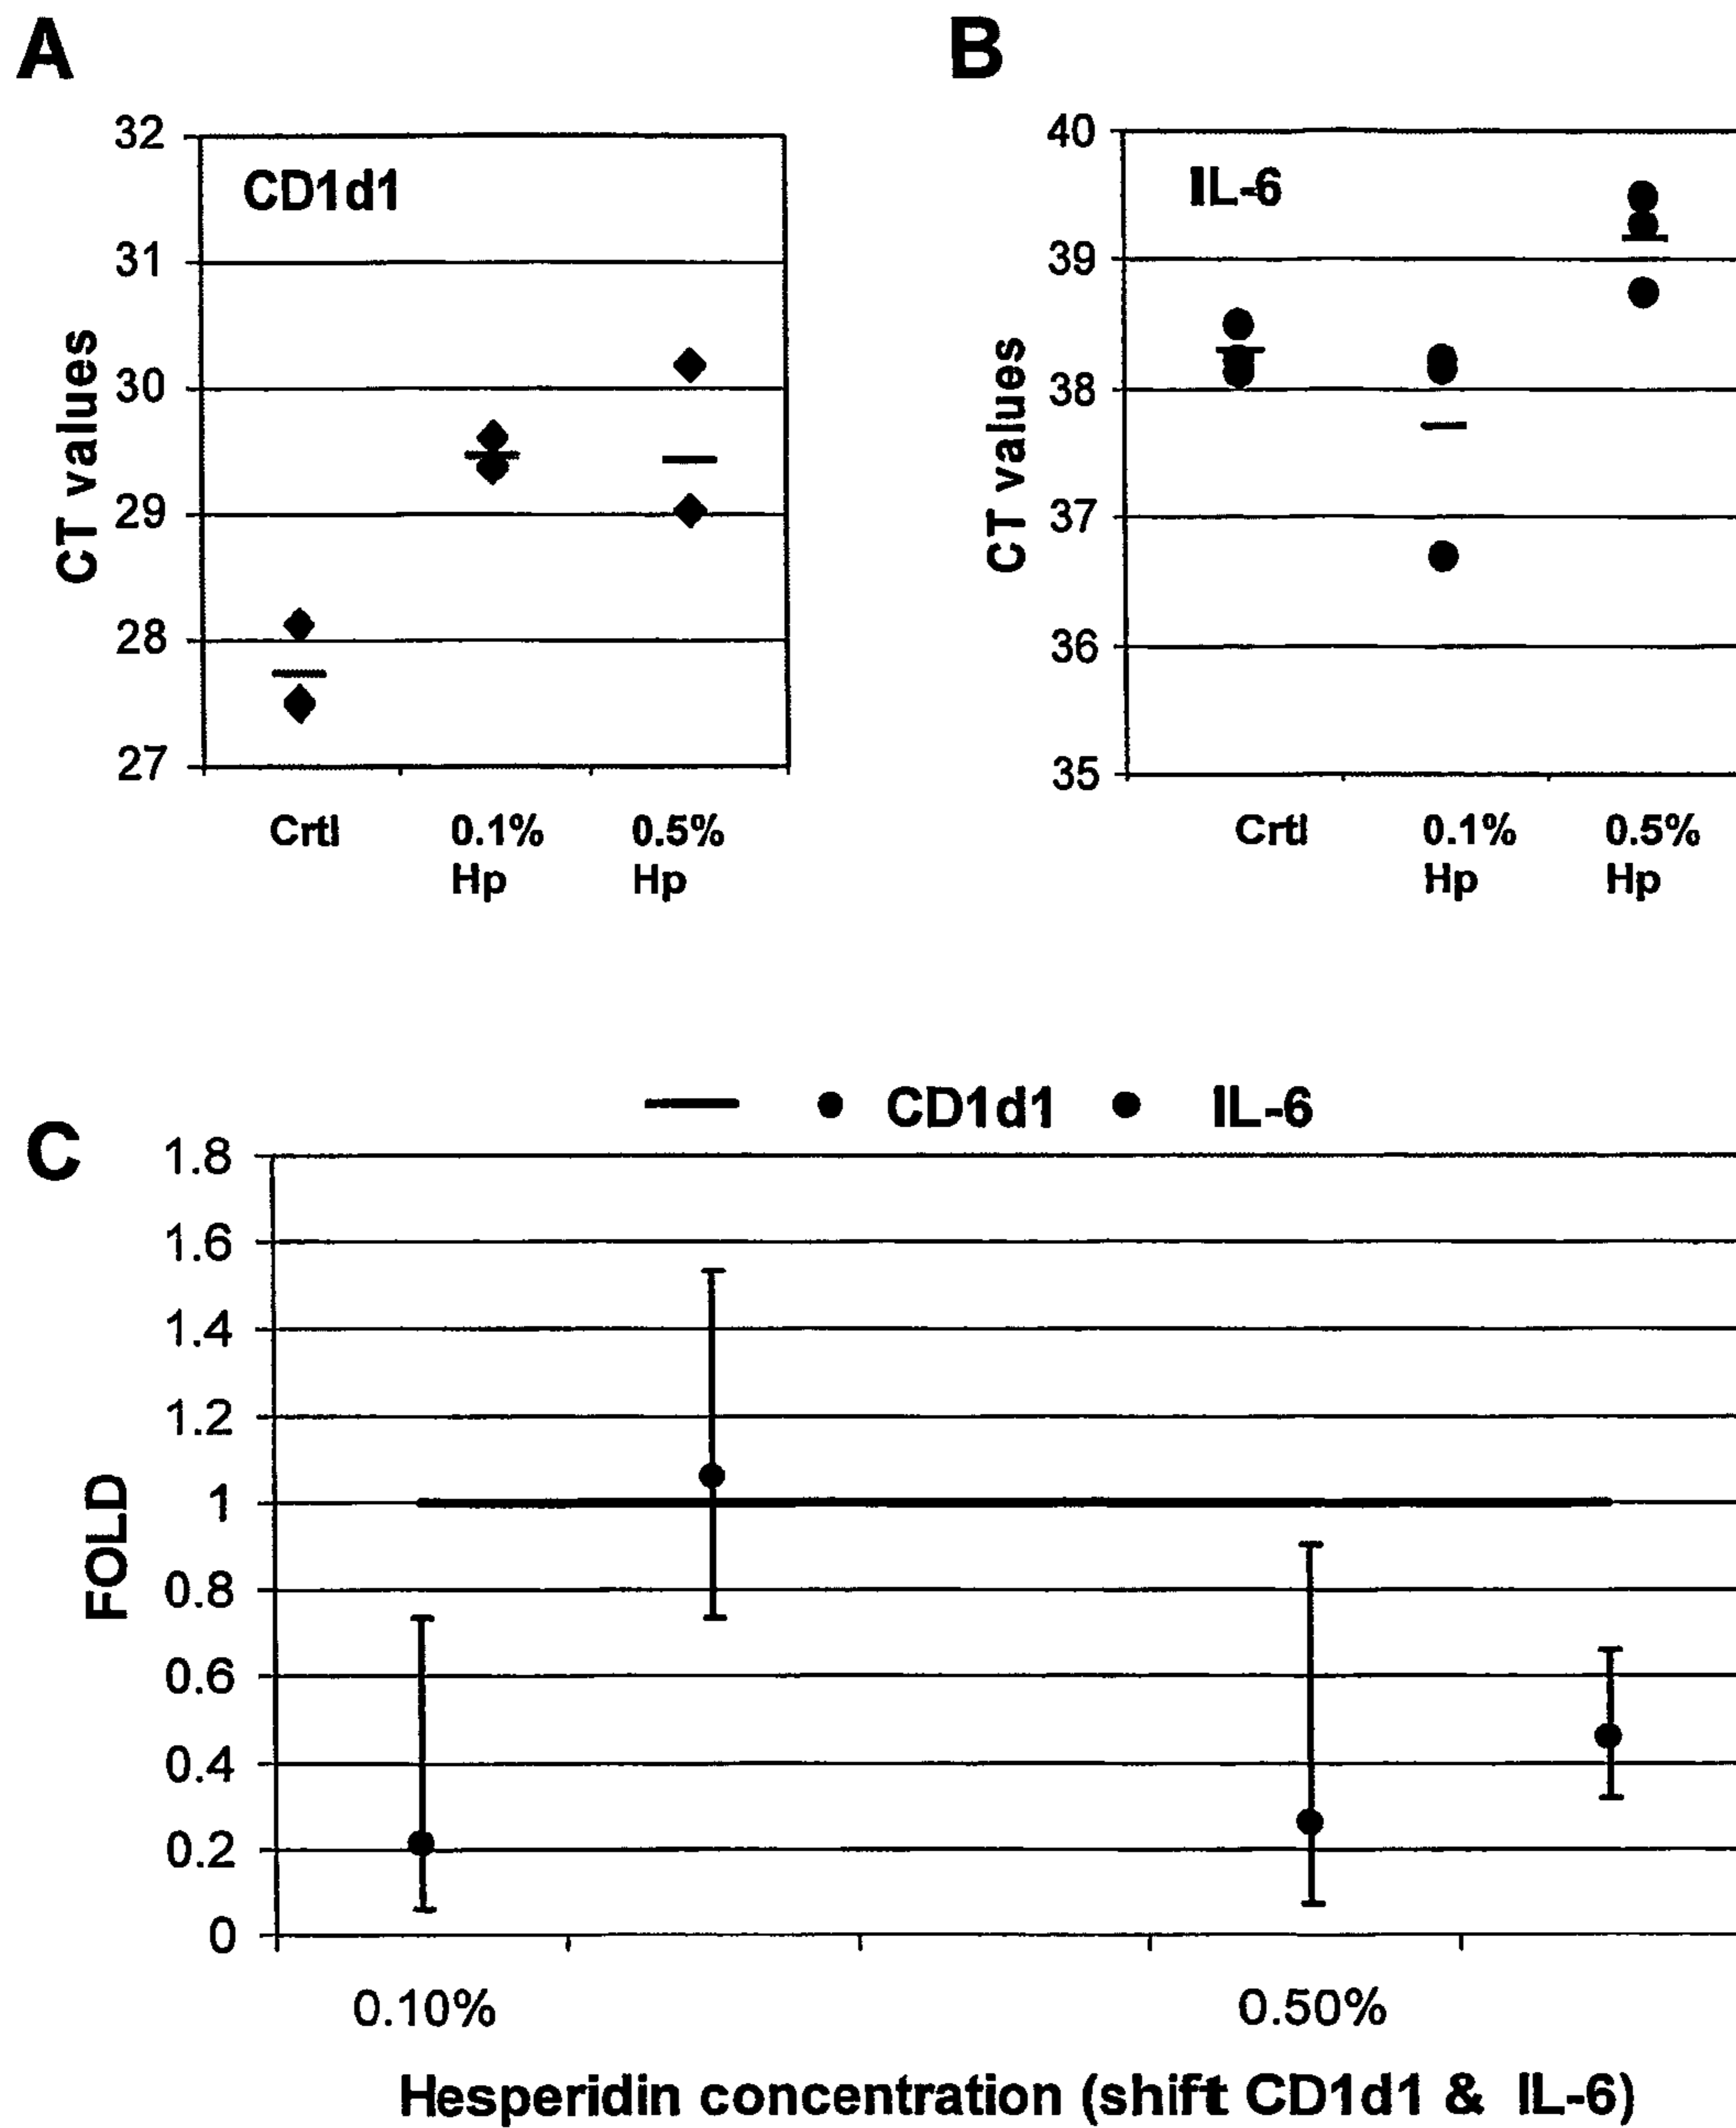 A
B
32
31
30
29
28
27
CT values
CD1d1
Crtl
0.1%
Hp
0.5%
Hp
40
39
38
37
36
35
CT values
IL-6
Crtl
0.1%
Hp
0.5%
Hp
C
CD1d1 IL-6
1.8
1.6
1.4
1.2
1
0.8
0.6
0.4
0.2
0
FOLD
0.10% 0.50%
Hesperidin concentration (shift CD1d1 & IL-6)